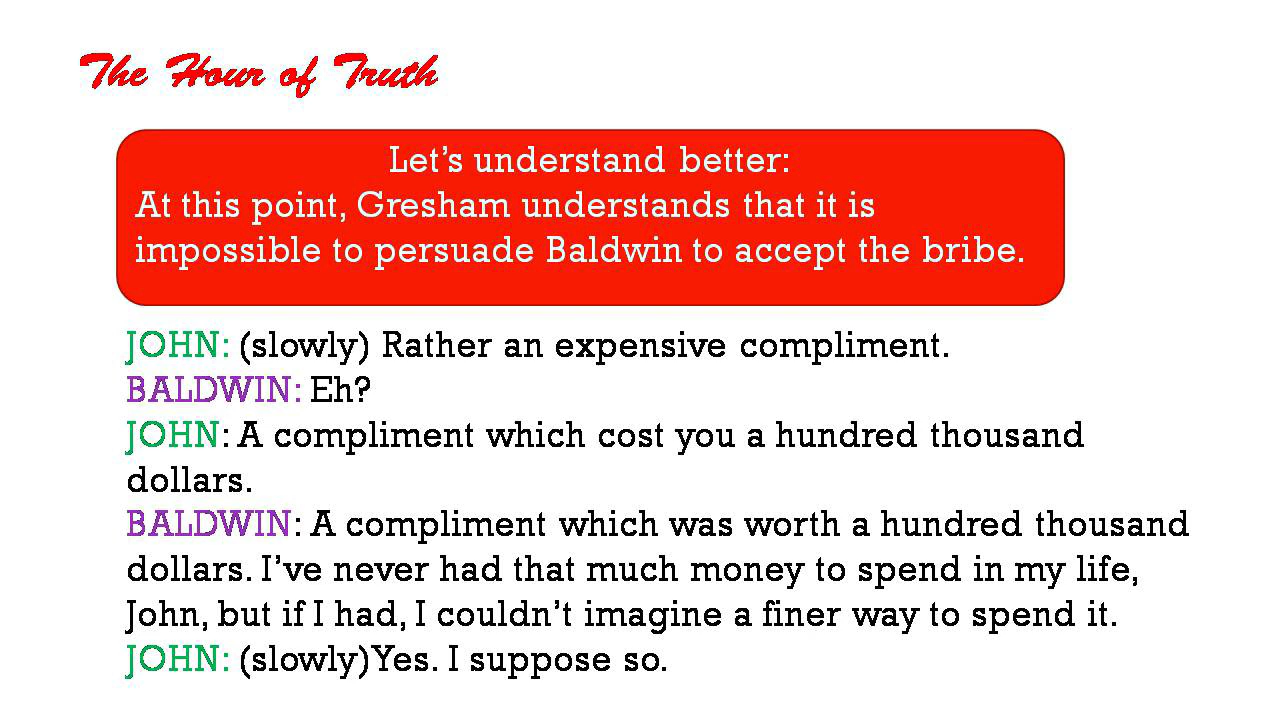 The Hour of Truth
Let's understand better:
At this point, Gresham understands that it is
impossible to persuade Baldwin to accept the bribe.
JOHN: (slowly) Rather an expensive compliment.
BALDWIN: Eh?
JOHN: A compliment which cost you a hundred thousand
dollars.
BALDWIN: A compliment which was worth a hundred thousand
dollars. I've never had that much money to spend in my life,
John, but if I had, I couldn't imagine a finer way to spend it.
JOHN: (slowly)Yes. I suppose so.